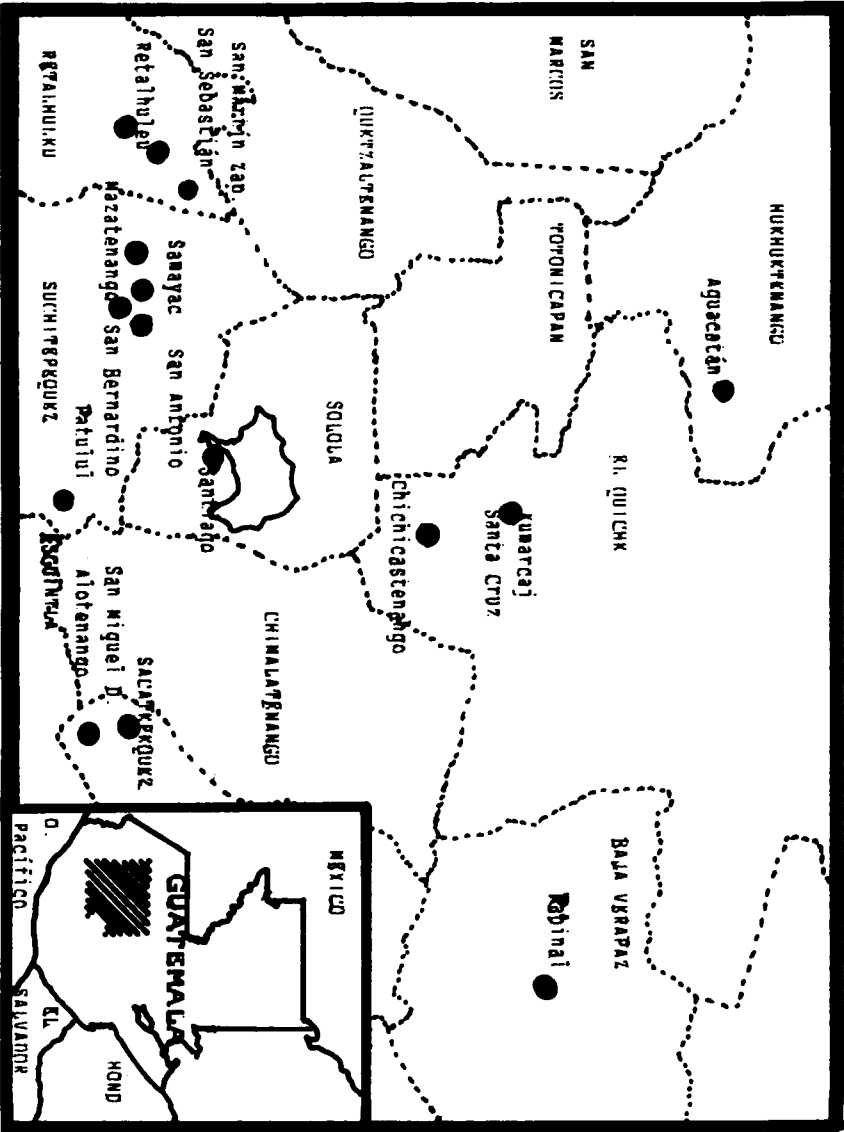 HUEHUETENANGO
Aguacatán
SAN
MARCOS
TOTONICAPAN
EL QUICHE
BAJA VERAPAZ
Rabinal
Kumarcaj
Santa Cruz
Chichicastenango
QUETZALTENANGO
SOLOLA
CHIMALTENANGO
San Martín Zap.
San Sebastián
Retalhuleu
Santiago
Samayac
San Antonio
Mazatenango
San Bernardino
Patulul
SACATEPEQUEZ
San Miguel D.
Alotenango
RETALHULEU
SUCHITEPEQUEZ
ESCUINTLA
MEXICO
GUATEMALA
HOND
EL
SALVADOR
O.
Pacífico